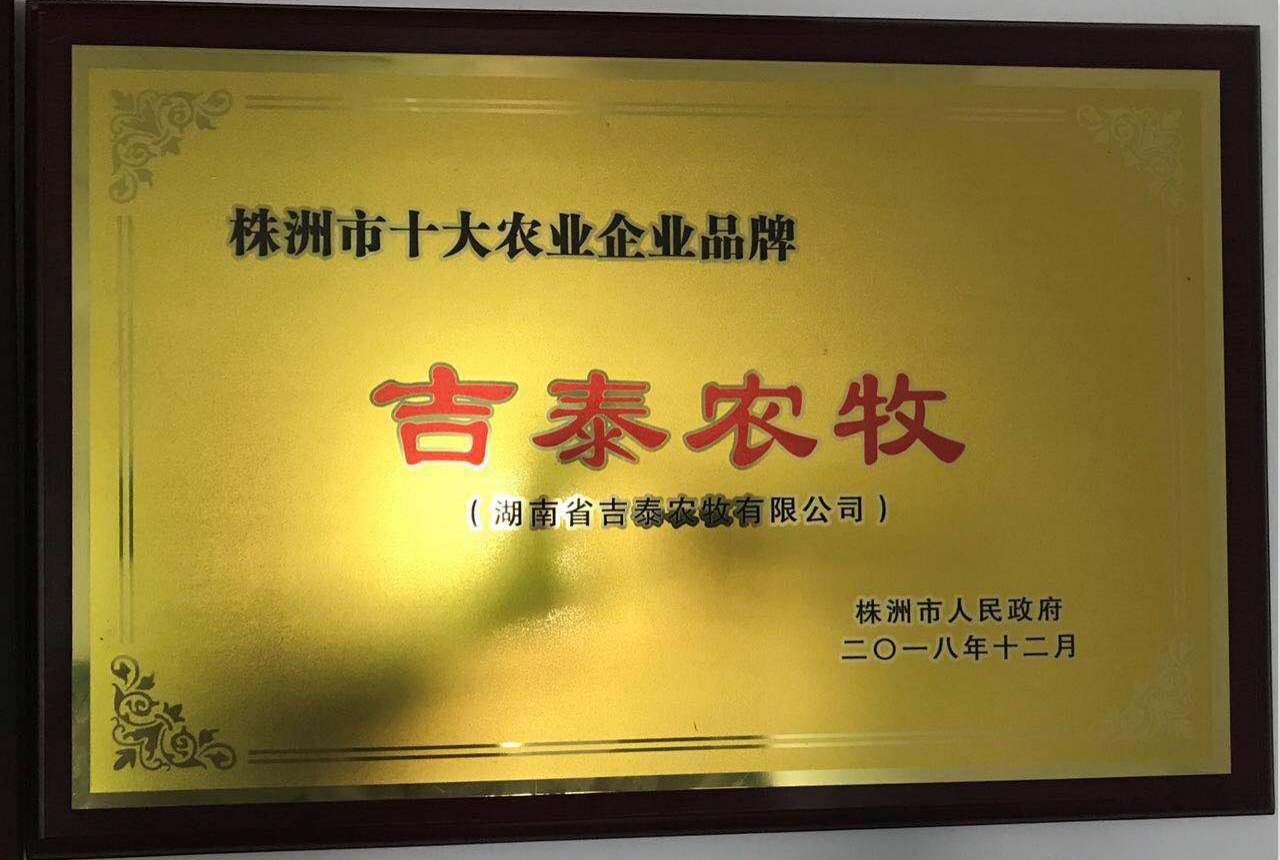 株洲市十大农业企业品牌
吉泰农牧
（湖南省吉泰农牧有限公司）
株洲市人民政府
二〇一八年十二月